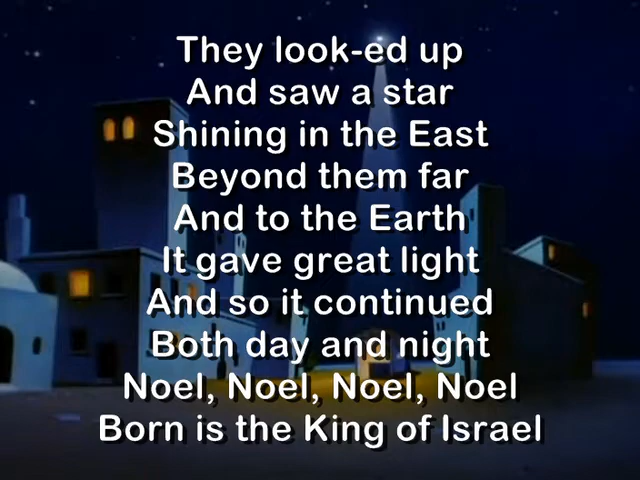 They look-ed up
And saw a star
Shining in the East
Beyond them far
And to the Earth
It gave great light
And so it continued
Both day and night
Noel, Noel, Noel, Noel
Born is the King of Israel